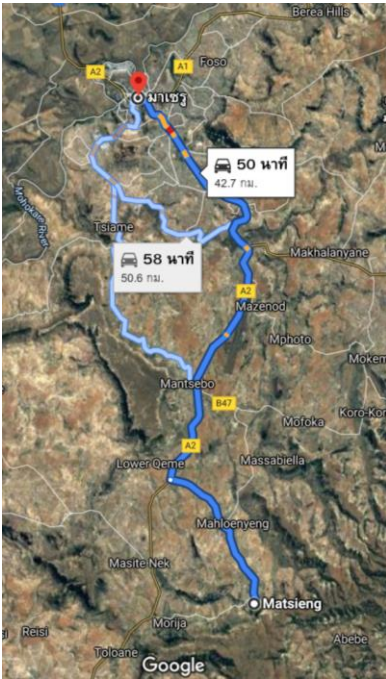 Berea Hills
A2
A1
Foso
มาเซรู
50 นาที
42.7 กม.
Mohokare River
Tsiame
58 นาที
50.6 กม.
Makhalanyane
A2
Mazenod
Mphoto
Mokem
Mantsebo
B47
Koro-Kor
Mofoka
A2
Lower Qeme
Massabiella
Mahloenyeng
Masite Nek
Matsieng
Morija
Reisi
Abebe
Toloane
Google